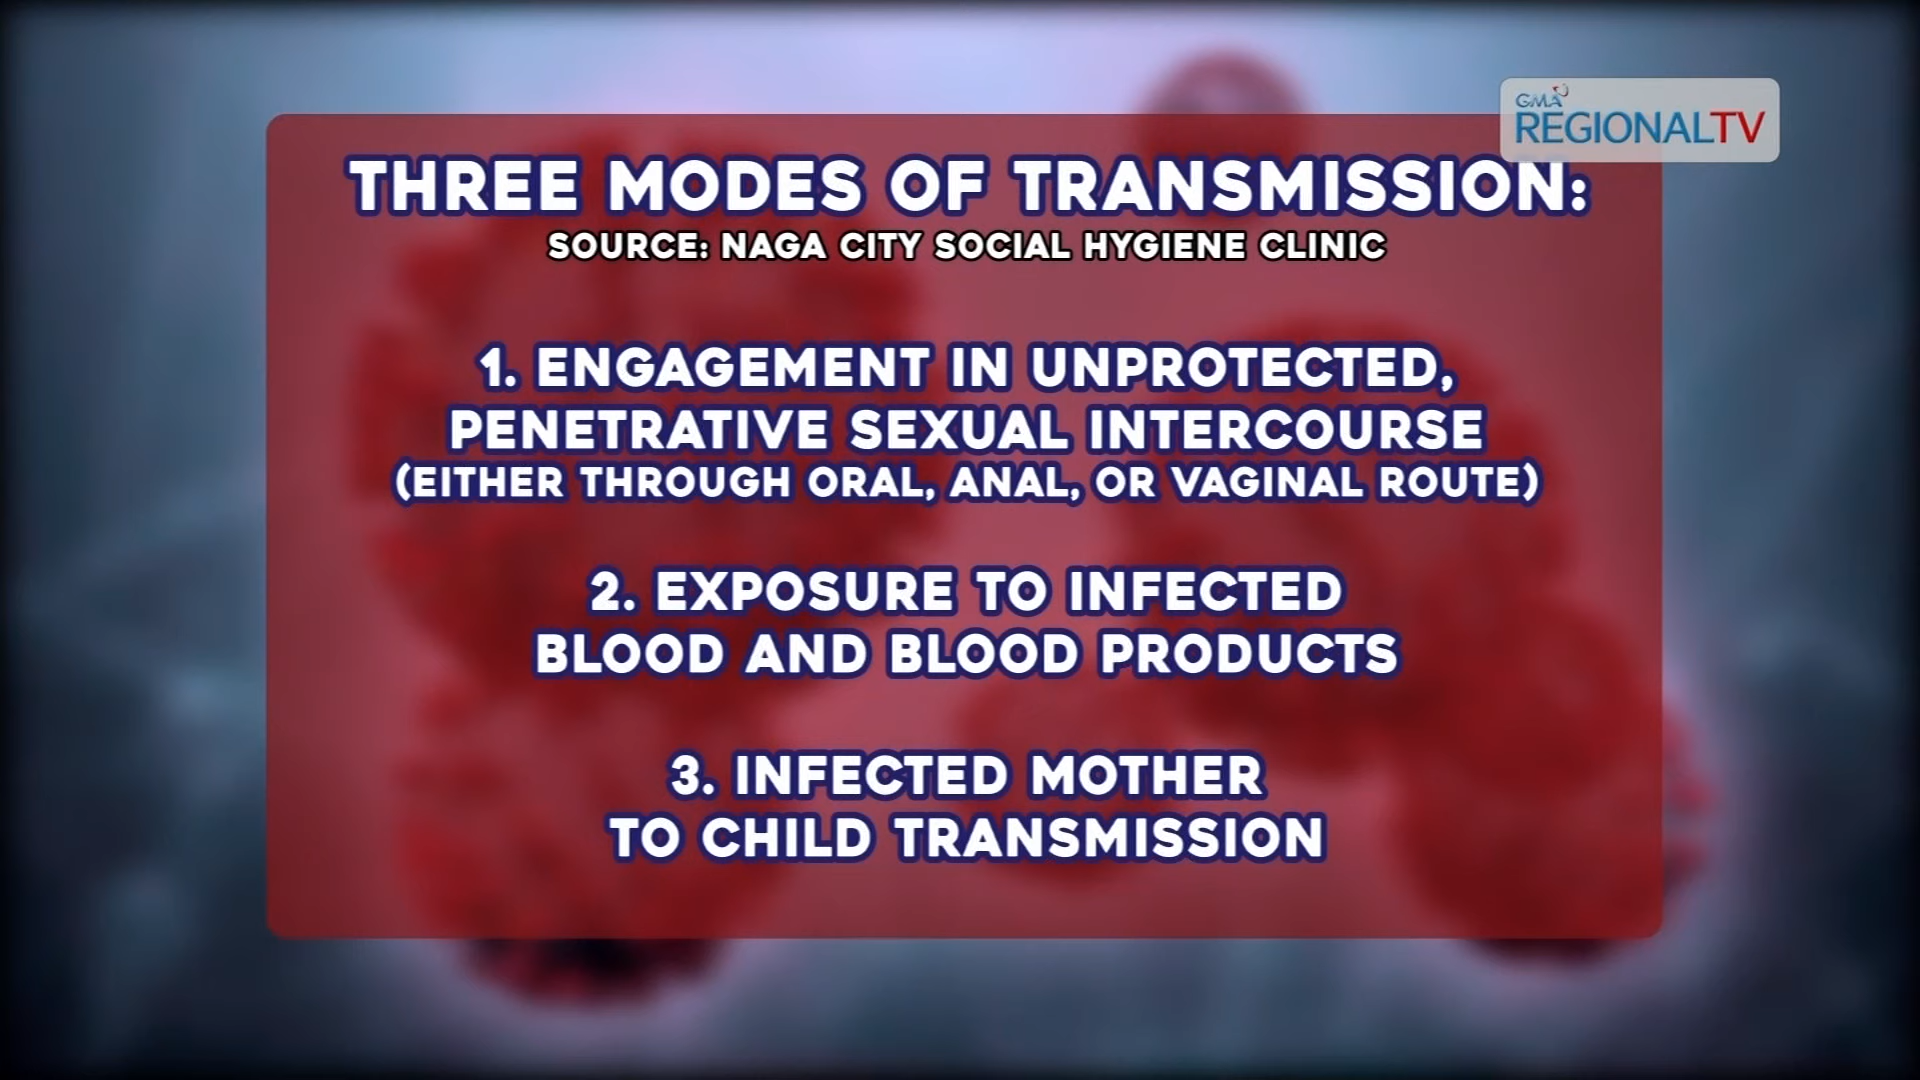 GMA
REGIONALTV
THREE MODES OF TRANSMISSION:
SOURCE: NAGA CITY SOCIAL HYGIENE CLINIC
1. ENGAGEMENT IN UNPROTECTED,
PENETRATIVE SEXUAL INTERCOURSE
(EITHER THROUGH ORAL, ANAL, OR VAGINAL ROUTE)
2. EXPOSURE TO INFECTED
BLOOD AND BLOOD PRODUCTS
3. INFECTED MOTHER
TO CHILD TRANSMISSION